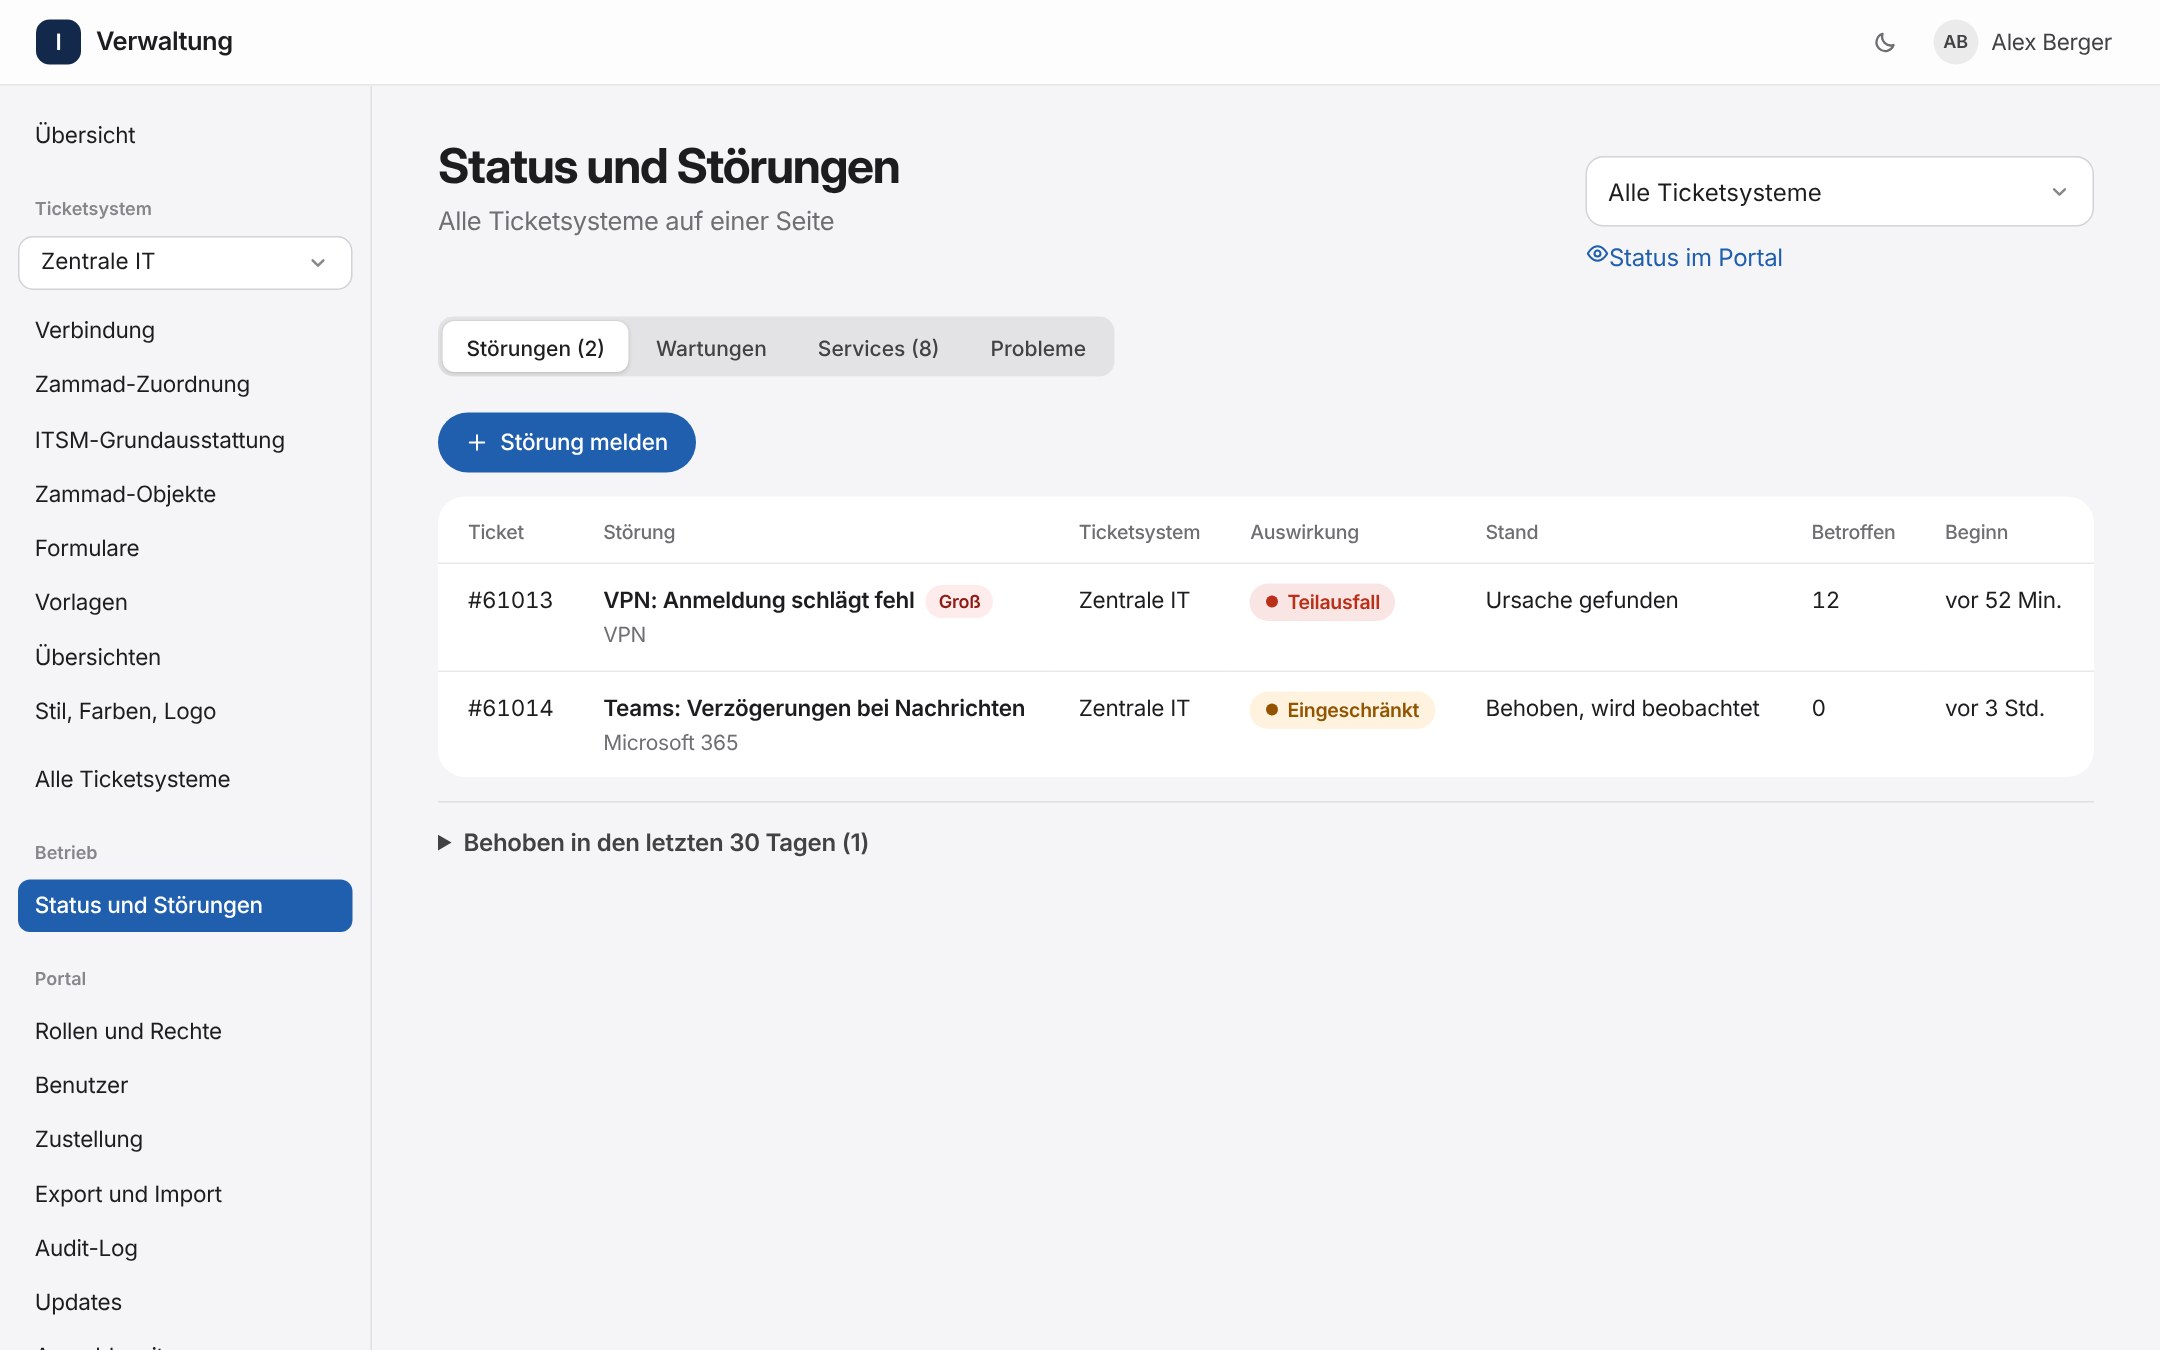 I Verwaltung
AB Alex Berger
Übersicht
Ticketsystem
Zentrale IT
Verbindung
Zammad-Zuordnung
ITSM-Grundausstattung
Zammad-Objekte
Formulare
Vorlagen
Übersichten
Stil, Farben, Logo
Alle Ticketsysteme
Betrieb
Status und Störungen
Portal
Rollen und Rechte
Benutzer
Zustellung
Export und Import
Audit-Log
Updates
Status und Störungen
Alle Ticketsysteme auf einer Seite
Alle Ticketsysteme
Status im Portal
Störungen (2) Wartungen Services (8) Probleme
+ Störung melden
Ticket Störung Ticketsystem Auswirkung Stand Betroffen Beginn
#61013 VPN: Anmeldung schlägt fehl Groß Zentrale IT Teilausfall Ursache gefunden 12 vor 52 Min.
VPN
#61014 Teams: Verzögerungen bei Nachrichten Zentrale IT Eingeschränkt Behoben, wird beobachtet 0 vor 3 Std.
Microsoft 365
Behoben in den letzten 30 Tagen (1)